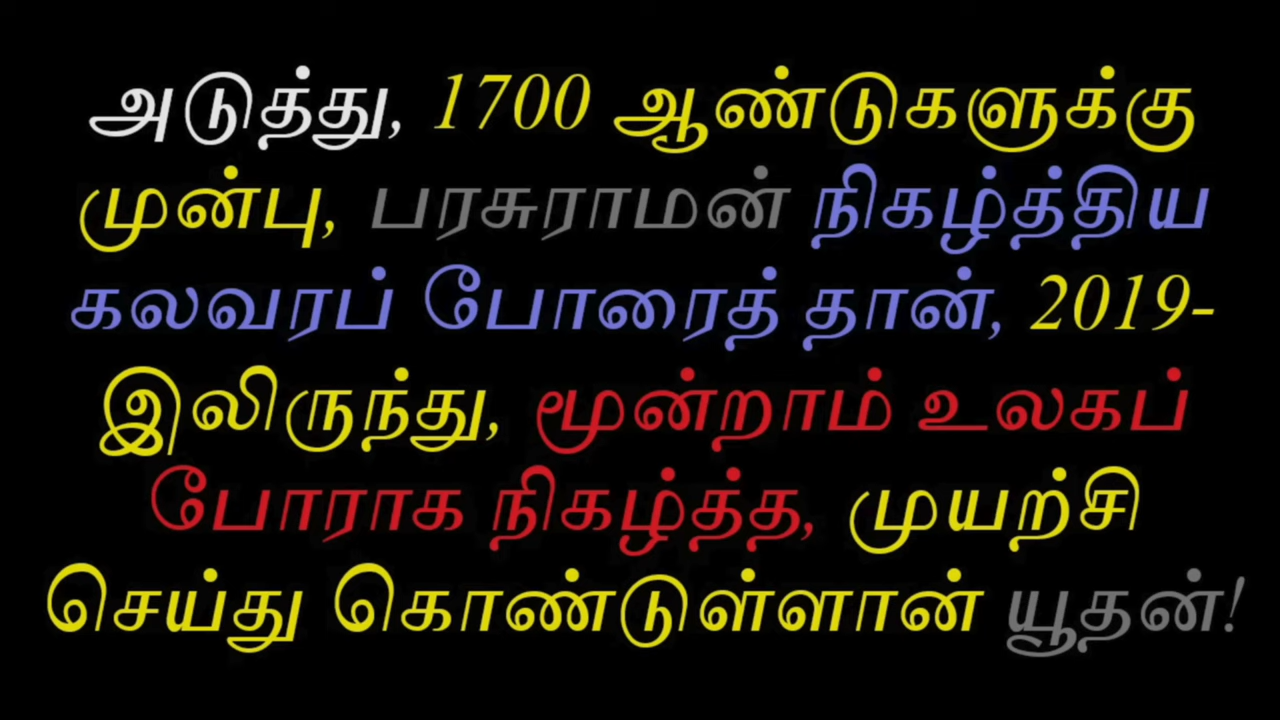 அடுத்து, 1700 ஆண்டுகளுக்கு
முன்பு, பரசுராமன் நிகழ்த்திய
கலவரப் போரைத் தான், 2019-
இலிருந்து, மூன்றாம் உலகப்
போராக நிகழ்த்த, முயற்சி
செய்து கொண்டுள்ளான் யூதன்!